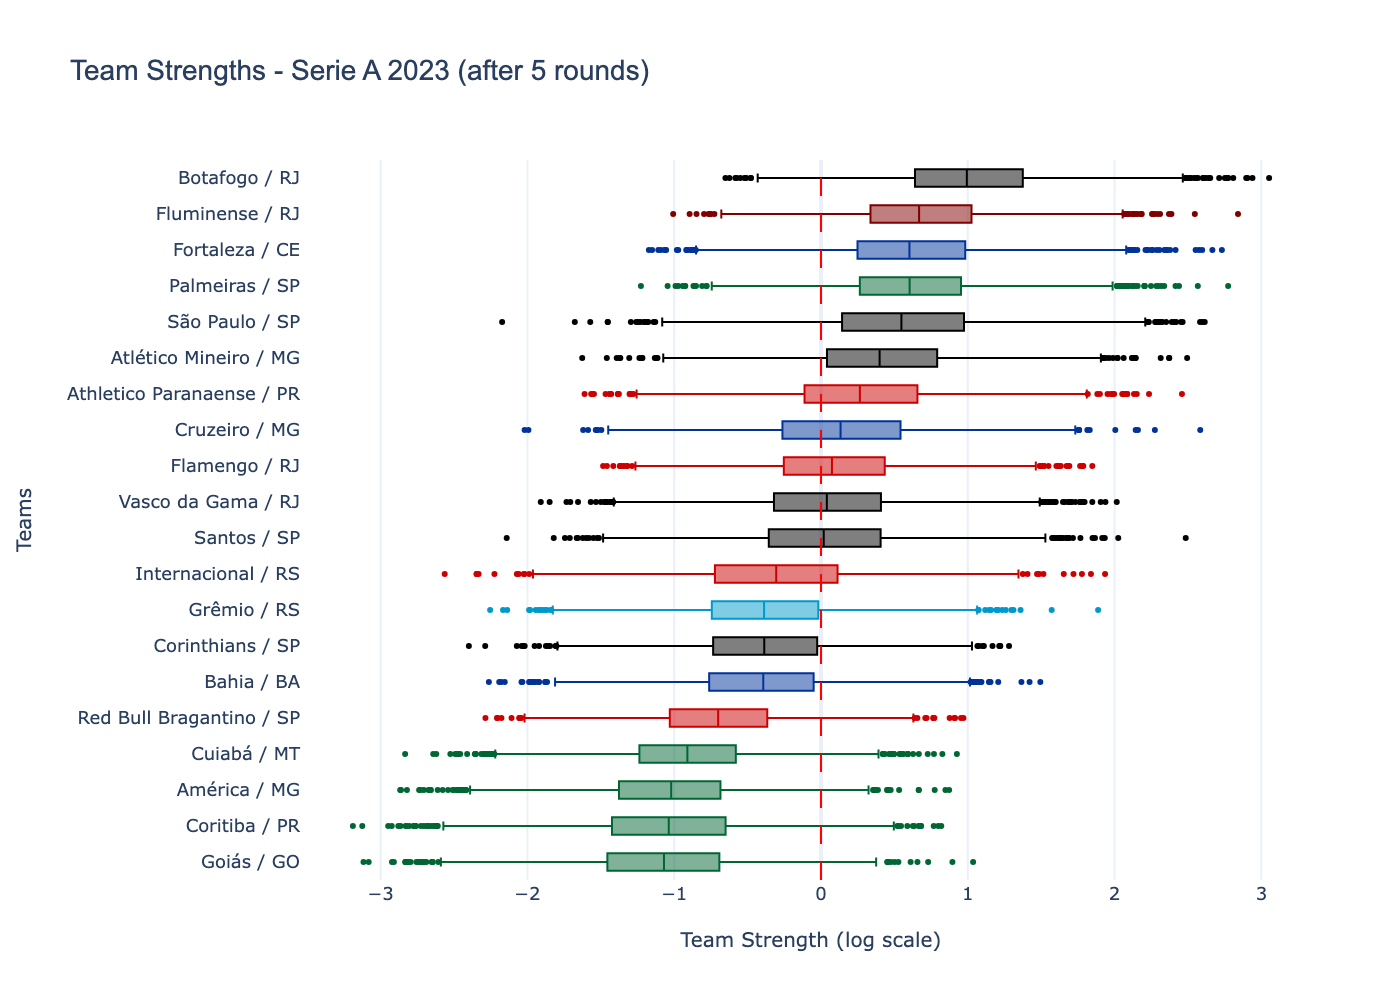 Team Strengths - Serie A 2023 (after 5 rounds)
Teams
Botafogo / RJ
Fluminense / RJ
Fortaleza / CE
Palmeiras / SP
São Paulo / SP
Atlético Mineiro / MG
Athletico Paranaense / PR
Cruzeiro / MG
Flamengo / RJ
Vasco da Gama / RJ
Santos / SP
Internacional / RS
Grêmio / RS
Corinthians / SP
Bahia / BA
Red Bull Bragantino / SP
Cuiabá / MT
América / MG
Coritiba / PR
Goiás / GO
−3 −2 −1 0 1 2 3
Team Strength (log scale)